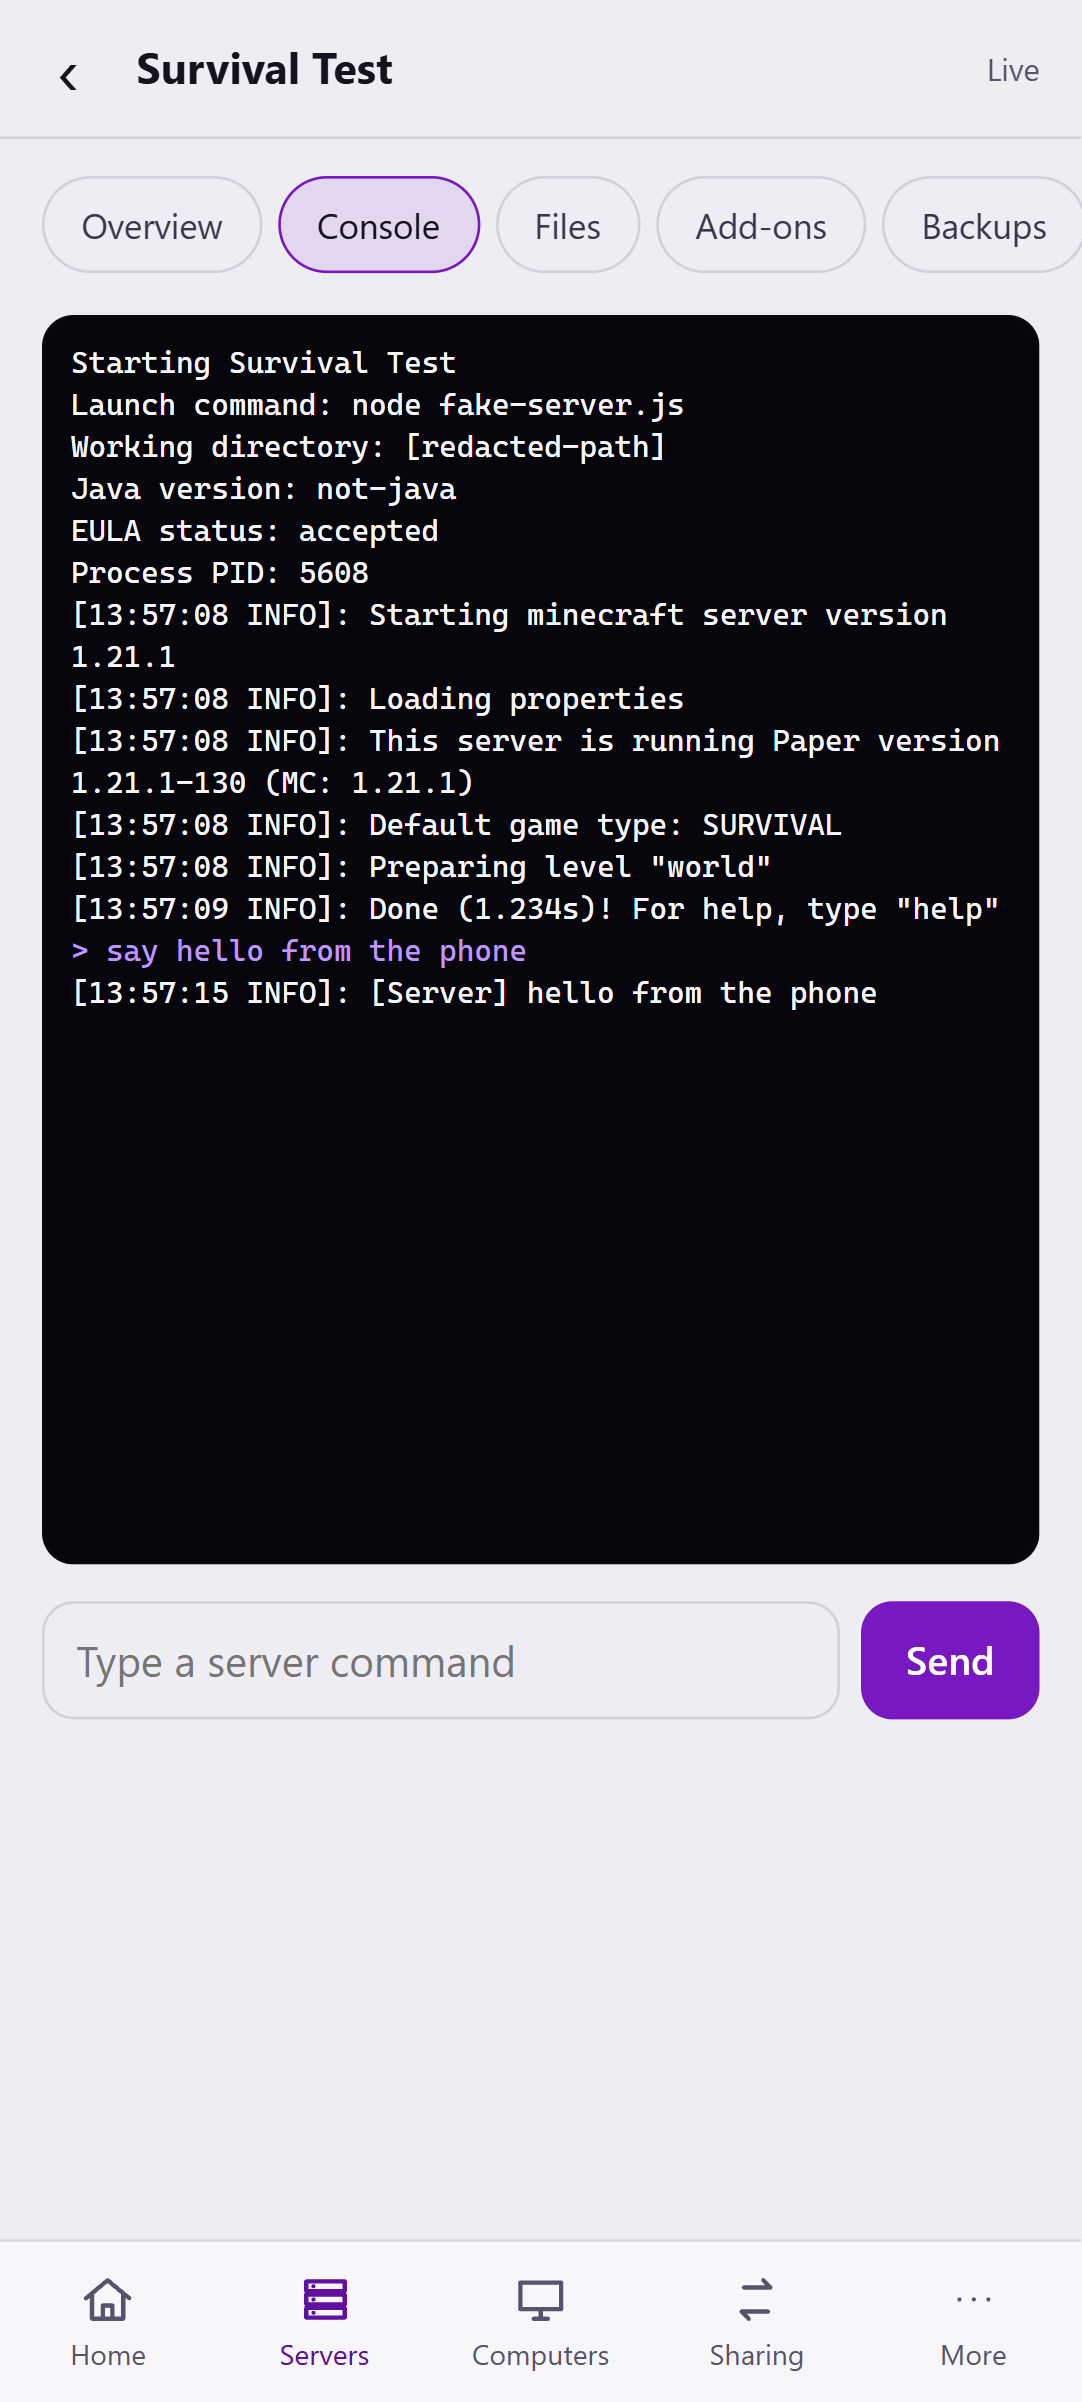 ‹ Survival Test Live
Overview Console Files Add-ons Backups
Starting Survival Test
Launch command: node fake-server.js
Working directory: [redacted-path]
Java version: not-java
EULA status: accepted
Process PID: 5608
[13:57:08 INFO]: Starting minecraft server version
1.21.1
[13:57:08 INFO]: Loading properties
[13:57:08 INFO]: This server is running Paper version
1.21.1-130 (MC: 1.21.1)
[13:57:08 INFO]: Default game type: SURVIVAL
[13:57:08 INFO]: Preparing level "world"
[13:57:09 INFO]: Done (1.234s)! For help, type "help"
> say hello from the phone
[13:57:15 INFO]: [Server] hello from the phone
Type a server command Send
Home Servers Computers Sharing More